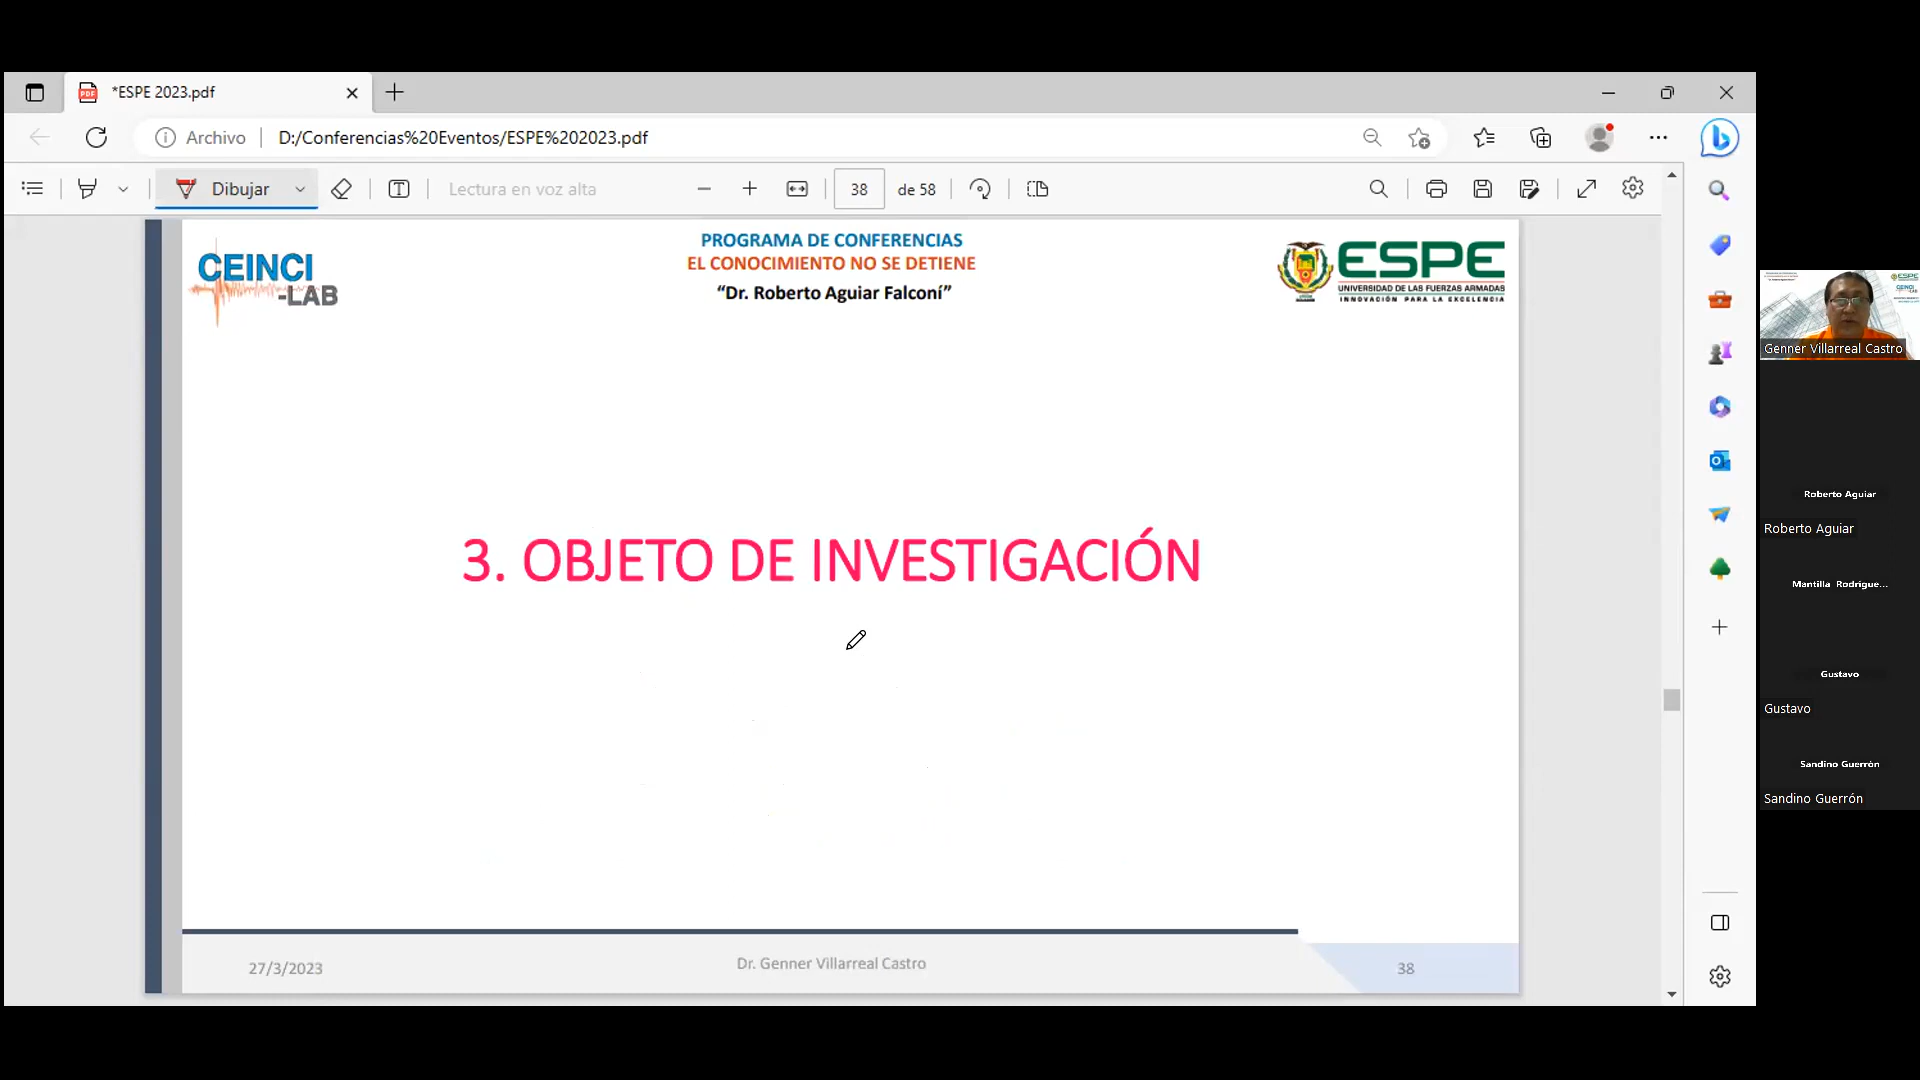 *ESPE 2023.pdf
Archivo
D:/Conferencias%20Eventos/ESPE%202023.pdf
Dibujar
Lectura en voz alta
38
de 58
CEINCI
-LAB
PROGRAMA DE CONFERENCIAS
EL CONOCIMIENTO NO SE DETIENE
“Dr. Roberto Aguiar Falconí”
ESPE
UNIVERSIDAD DE LAS FUERZAS ARMADAS
INNOVACIÓN PARA LA EXCELENCIA
3. OBJETO DE INVESTIGACIÓN
27/3/2023
Dr. Genner Villarreal Castro
38
Genner Villarreal Castro
Roberto Aguiar
Roberto Aguiar
Mantilla Rodrigue...
Gustavo
Gustavo
Sandino Guerrón
Sandino Guerrón